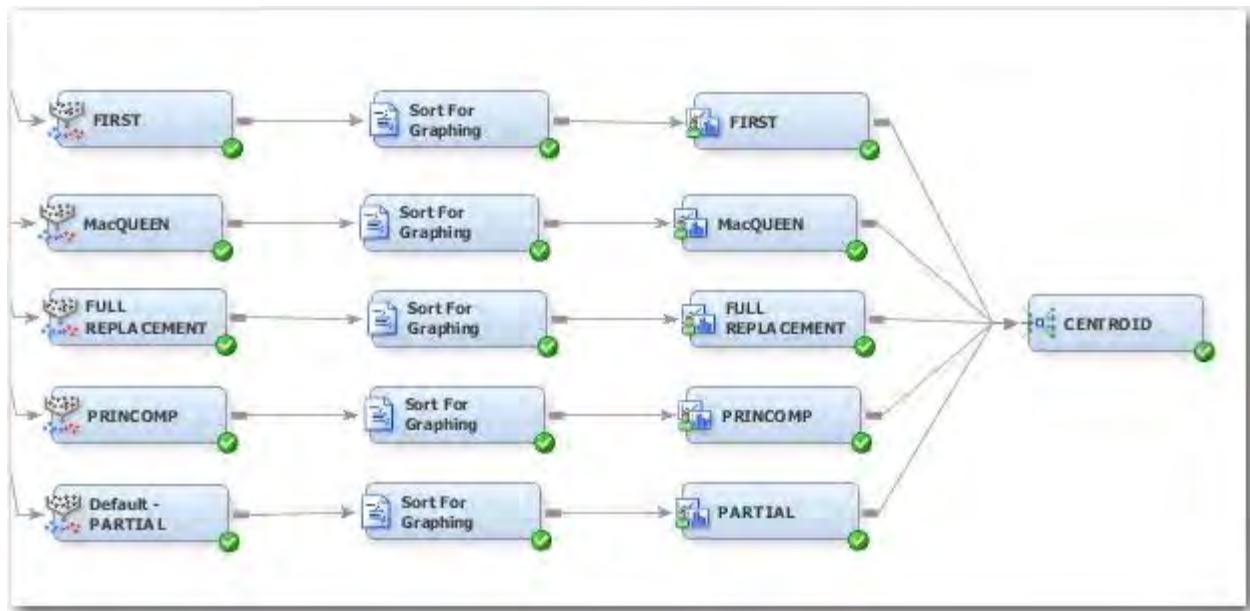 FIRST
Sort For
Graphing
FIRST
MacQUEEN
Sort For
Graphing
MacQUEEN
FULL
REPLACEMENT
Sort For
Graphing
FULL
REPLACEMENT
CENTROID
PRINCOMP
Sort For
Graphing
PRINCOMP
Default -
PARTIAL
Sort For
Graphing
PARTIAL